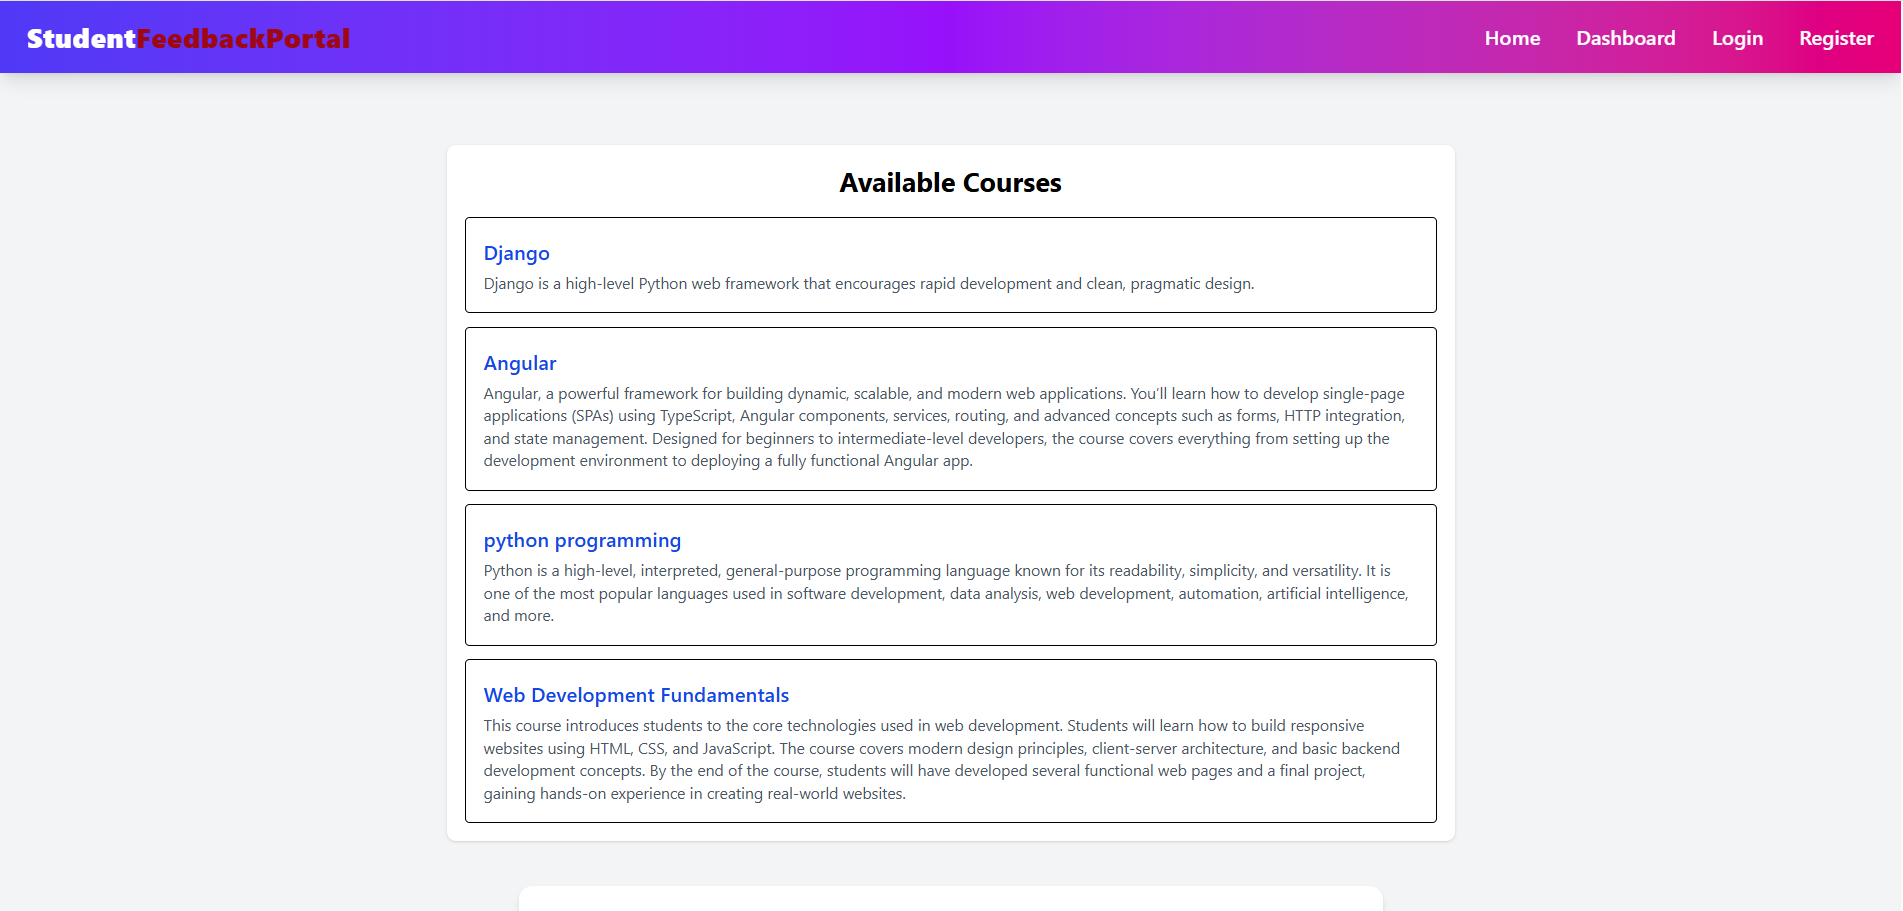 StudentFeedbackPortal
Home Dashboard Login Register
Available Courses
Django
Django is a high-level Python web framework that encourages rapid development and clean, pragmatic design.
Angular
Angular, a powerful framework for building dynamic, scalable, and modern web applications. You’ll learn how to develop single-page
applications (SPAs) using TypeScript, Angular components, services, routing, and advanced concepts such as forms, HTTP integration,
and state management. Designed for beginners to intermediate-level developers, the course covers everything from setting up the
development environment to deploying a fully functional Angular app.
python programming
Python is a high-level, interpreted, general-purpose programming language known for its readability, simplicity, and versatility. It is
one of the most popular languages used in software development, data analysis, web development, automation, artificial intelligence,
and more.
Web Development Fundamentals
This course introduces students to the core technologies used in web development. Students will learn how to build responsive
websites using HTML, CSS, and JavaScript. The course covers modern design principles, client-server architecture, and basic backend
development concepts. By the end of the course, students will have developed several functional web pages and a final project,
gaining hands-on experience in creating real-world websites.